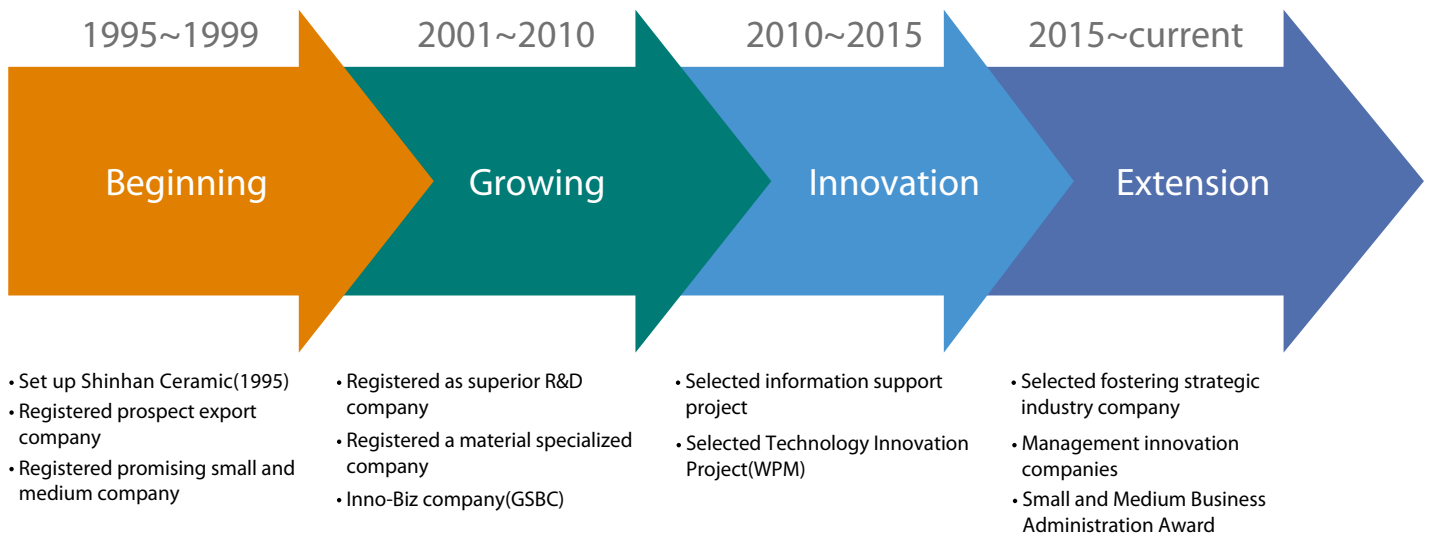 1995~1999
2001~2010
2010~2015
2015~current
Beginning
Growing
Innovation
Extension
• Set up Shinhan Ceramic(1995)
• Registered prospect export
company
• Registered promising small and
medium company
• Registered as superior R&D
company
• Registered a material specialized
company
• Inno-Biz company(GSBC)
• Selected information support
project
• Selected Technology Innovation
Project(WPM)
• Selected fostering strategic
industry company
• Management innovation
companies
• Small and Medium Business
Administration Award